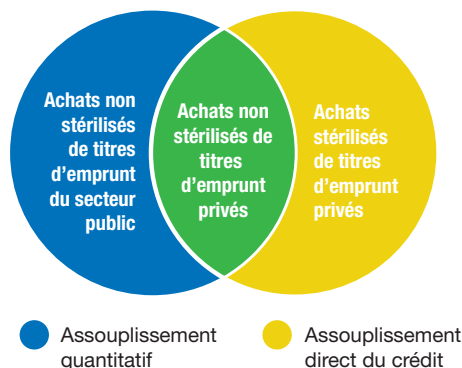 Achats non
stérilisés
de titres
d'emprunt
du secteur
public
Achats non
stérilisés de
titres
d'emprunt
privés
Achats
stérilisés
de titres
d'emprunt
privés
Assouplissement
quantitatif
Assouplissement
direct du crédit